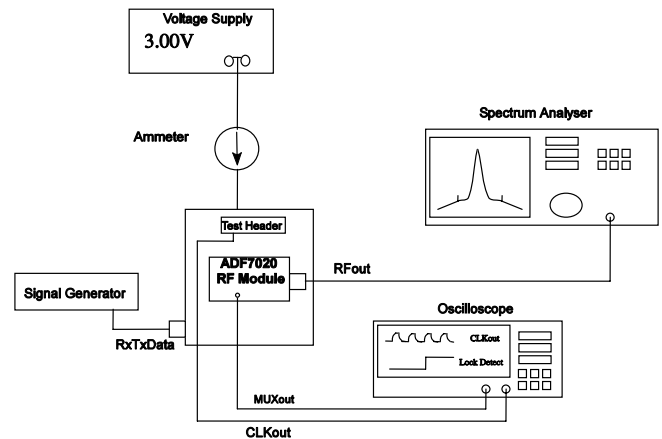 Voltage Supply
3.00V
Ammeter
Spectrum Analyser
Test Header
ADF7020
RF Module
RFout
Signal Generator
RxTxData
Oscilloscope
CLKout
Lock Detect
MUXout
CLKout